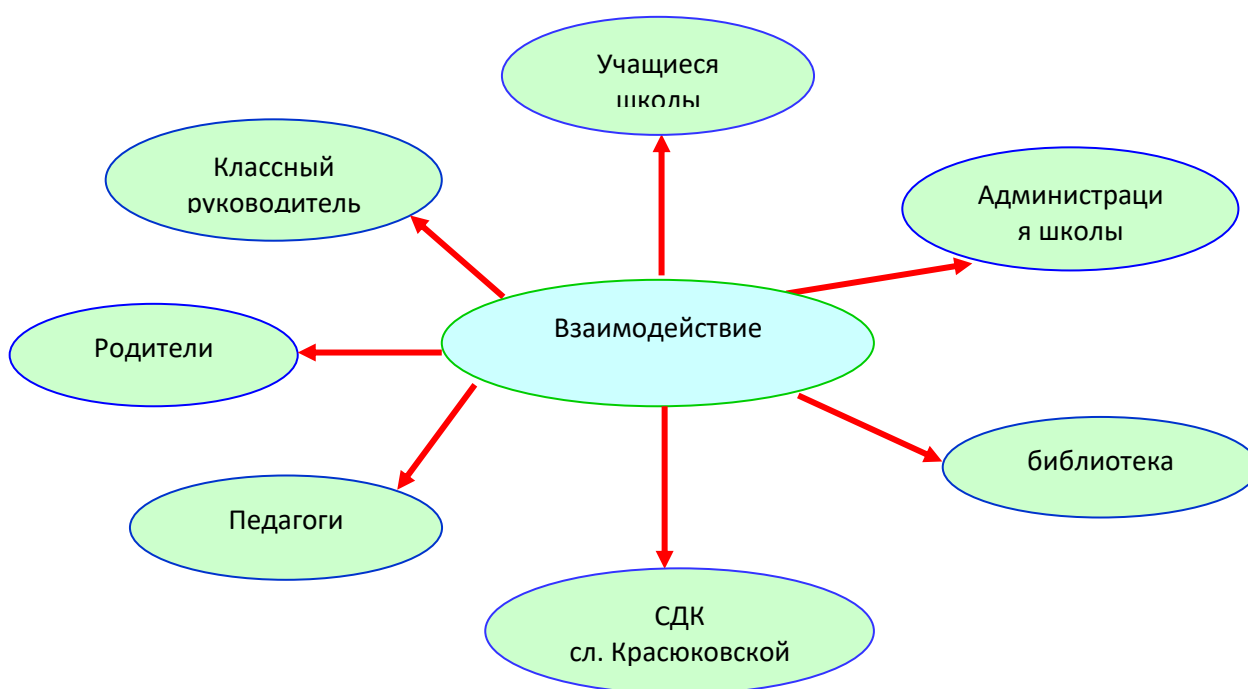 Учащиеся
школы
Классный
руководитель
Администраци
я школы
Взаимодействие
Родители
библиотека
Педагоги
СДК
сл. Красюковской